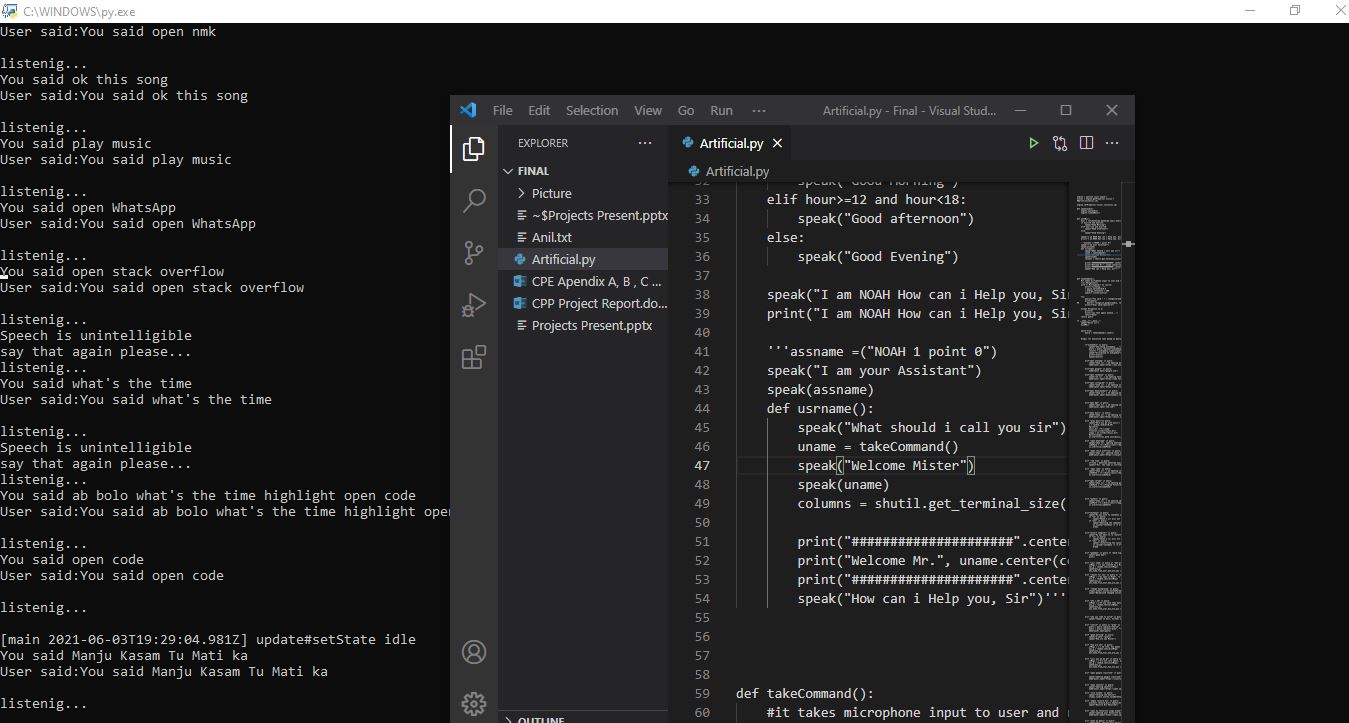 C:\WINDOWS\py.exe
User said:You said open nmk
listenig...
You said ok this song
User said:You said ok this song
listenig...
You said play music
User said:You said play music
listenig...
You said open WhatsApp
User said:You said open WhatsApp
listenig...
You said open stack overflow
User said:You said open stack overflow
listenig...
Speech is unintelligible
say that again please...
listenig...
You said what's the time
User said:You said what's the time
listenig...
Speech is unintelligible
say that again please...
listenig...
You said ab bolo what's the time highlight open code
User said:You said ab bolo what's the time highlight ope
listenig...
You said open code
User said:You said open code
listenig...
[main 2021-06-03T19:29:04.981Z] update#setState idle
You said Manju Kasam Tu Mati ka
User said:You said Manju Kasam Tu Mati ka
listenig...
File Edit Selection View Go Run ··· Artificial.py - Final - Visual Stud...
EXPLORER ···
FINAL
Picture
~$Projects Present.pptx
Anil.txt
Artificial.py
CPE Apendix A, B , C ...
CPP Project Report.do...
Projects Present.pptx
OUTLINE
Artificial.py
Artificial.py
32 speak("Good Morning")
33 elif hour>=12 and hour<18:
34 speak("Good afternoon")
35 else:
36 speak("Good Evening")
37
38 speak("I am NOAH How can i Help you, Sir
39 print("I am NOAH How can i Help you, Sir
40
41 '''assname =("NOAH 1 point 0")
42 speak("I am your Assistant")
43 speak(assname)
44 def usrname():
45 speak("What should i call you sir")
46 uname = takeCommand()
47 speak("Welcome Mister")
48 speak(uname)
49 columns = shutil.get_terminal_size(
50
51 print("#####################".cente
52 print("Welcome Mr.", uname.center(c
53 print("#####################".cente
54 speak("How can i Help you, Sir")'''
55
56
57
58
59 def takeCommand():
60 #it takes microphone input to user and